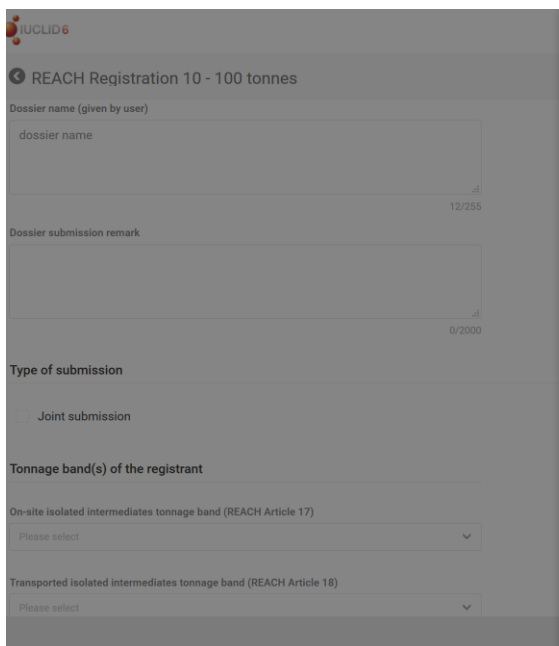 IUCLID 6
REACH Registration 10 - 100 tonnes
Dossier name (given by user)
dossier name
12/255
Dossier submission remark
0/2000
Type of submission
Joint submission
Tonnage band(s) of the registrant
On-site isolated intermediates tonnage band (REACH Article 17)
Please select
Transported isolated intermediates tonnage band (REACH Article 18)
Please select